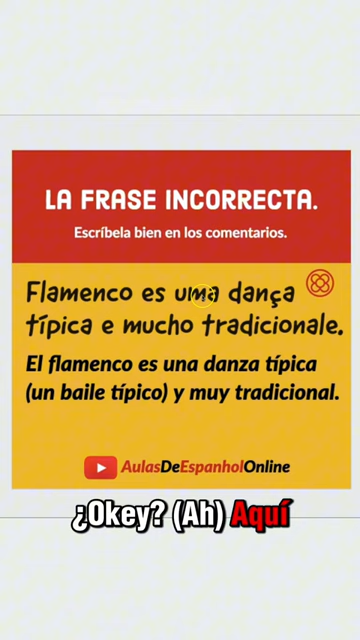 LA FRASE INCORRECTA.
Escríbela bien en los comentarios.
Flamenco es uma dança
típica e mucho tradicionale.
El flamenco es una danza típica
(un baile típico) y muy tradicional.
AulasDeEspanholOnline
¿Okey? (Ah) Aquí